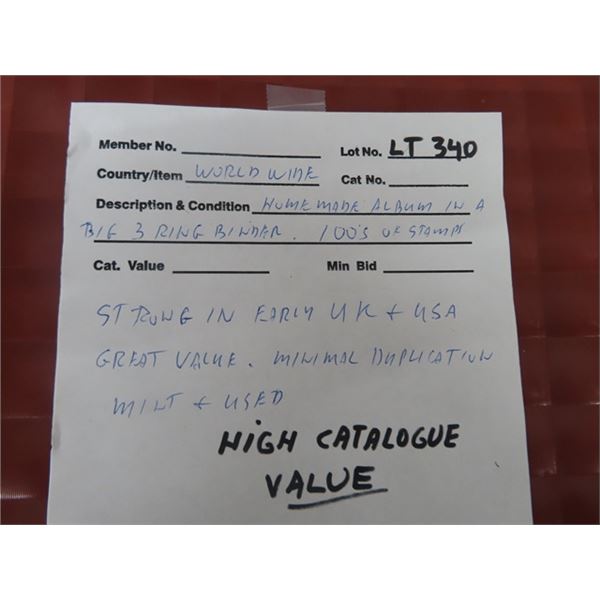 Member No. Lot No. LT 340
Country/Item WORLD WIDE Cat No.
Description & Condition HOME MADE ALBUM IN A
BIG 3 RING BINDER. 100'S OF STAMPS
Cat. Value Min Bid
STRONG IN EARLY UK + USA
GREAT VALUE. MINIMAL DUPLICATION
MINT + USED
HIGH CATALOGUE
VALUE